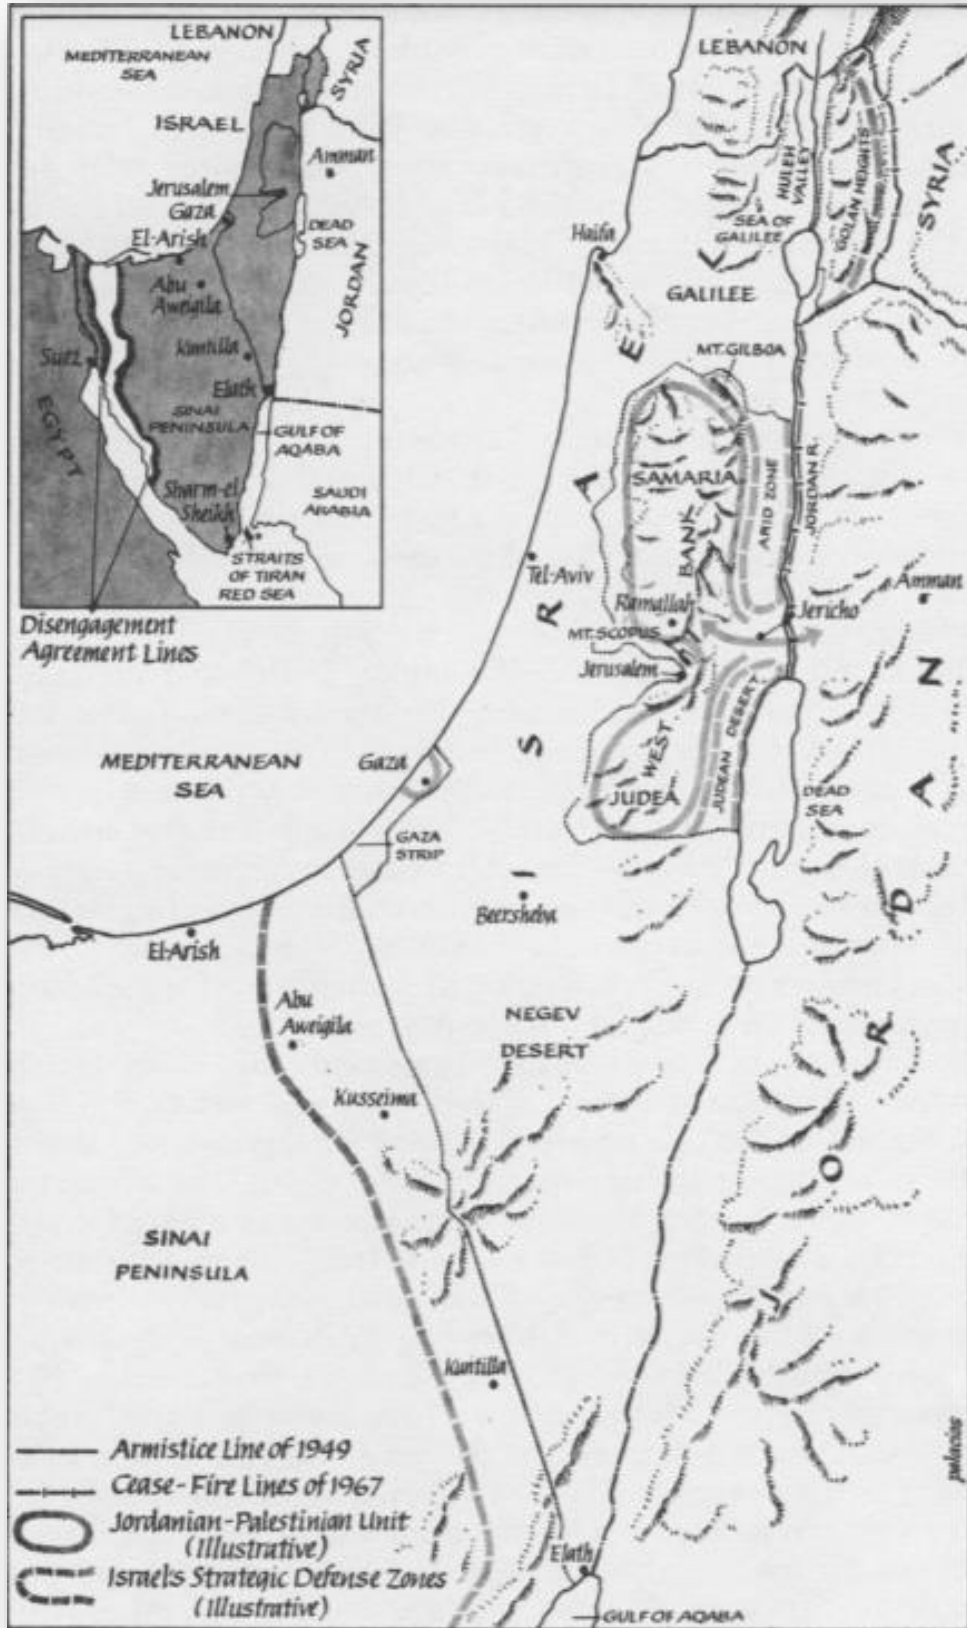 LEBANON
MEDITERRANEAN
SEA
SYRIA
ISRAEL
Amman
Jerusalem
Gaza
DEAD
SEA
El-Arish
JORDAN
Abu
Aweigila
Kuntilla
Suez
Elath
EGYPT
SINAI
PENINSULA
GULF OF
AQABA
Sharm-el
Sheikh
SAUDI
ARABIA
STRAITS
OF TIRAN
RED SEA
Disengagement
Agreement Lines
LEBANON
HULEH
VALLEY
GOLAN HEIGHTS
SYRIA
SEA OF
GALILEE
Haifa
GALILEE
MT. GILBOA
SAMARIA
ARID ZONE
JORDAN R.
BANK
Tel-Aviv
Ramallah
Amman
Jericho
MT. SCOPUS
Jerusalem
JUDEAN DESERT
WEST
MEDITERRANEAN
SEA
Gaza
JUDEA
DEAD
SEA
GAZA
STRIP
ISRAEL
Beersheba
JORDAN
El-Arish
Abu
Aweigila
NEGEV
DESERT
Kusseima
SINAI
PENINSULA
Kuntilla
Armistice Line of 1949
Cease-Fire Lines of 1967
Jordanian-Palestinian Unit
(Illustrative)
Israel's Strategic Defense Zones
(Illustrative)
Elath
GULF OF AQABA
palacios